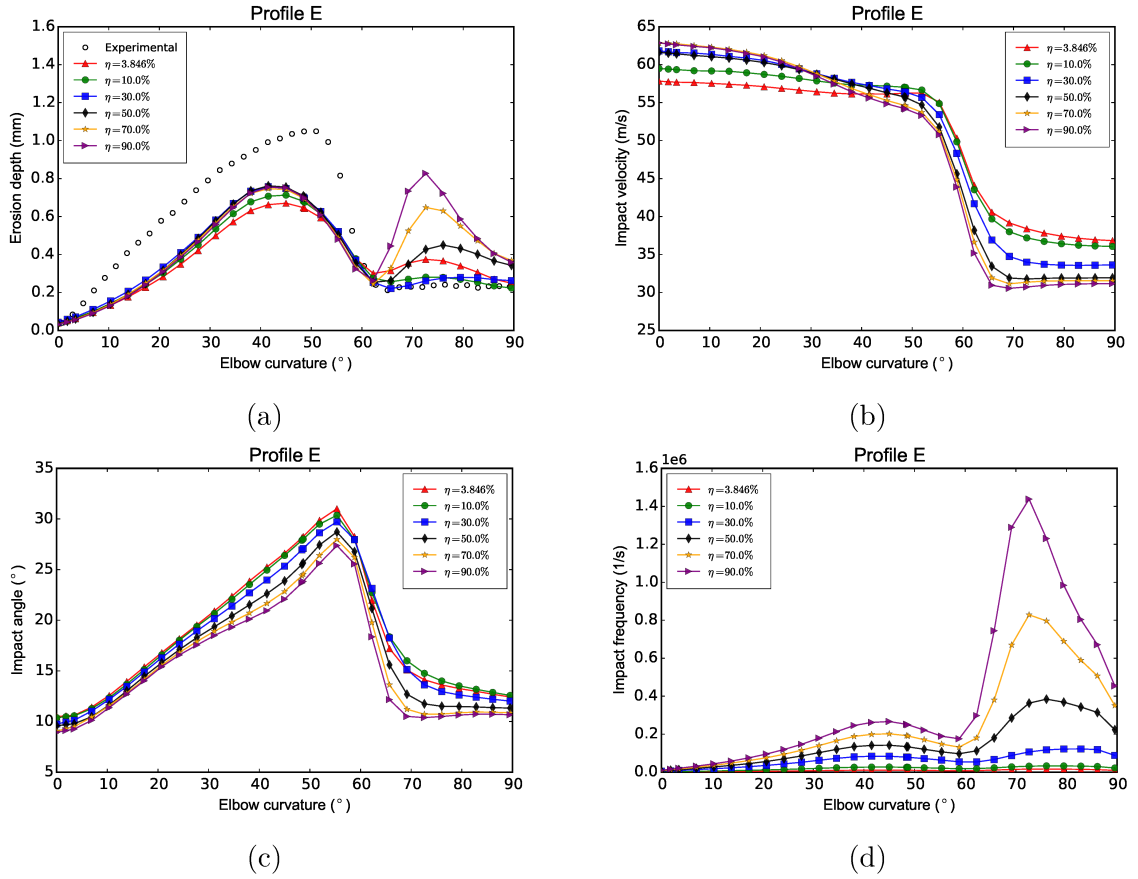 Profile E
Erosion depth (mm)
1.6
1.4
1.2
1.0
0.8
0.6
0.4
0.2
0.0
Experimental
η=3.846%
η=10.0%
η=30.0%
η=50.0%
η=70.0%
η=90.0%
0 10 20 30 40 50 60 70 80 90
Elbow curvature (°)
(a)
Profile E
Impact velocity (m/s)
65
60
55
50
45
40
35
30
25
η=3.846%
η=10.0%
η=30.0%
η=50.0%
η=70.0%
η=90.0%
0 10 20 30 40 50 60 70 80 90
Elbow curvature (°)
(b)
Profile E
Impact angle (°)
35
30
25
20
15
10
5
η=3.846%
η=10.0%
η=30.0%
η=50.0%
η=70.0%
η=90.0%
0 10 20 30 40 50 60 70 80 90
Elbow curvature (°)
(c)
Profile E
1e6
Impact frequency (1/s)
1.6
1.4
1.2
1.0
0.8
0.6
0.4
0.2
0.0
η=3.846%
η=10.0%
η=30.0%
η=50.0%
η=70.0%
η=90.0%
0 10 20 30 40 50 60 70 80 90
Elbow curvature (°)
(d)